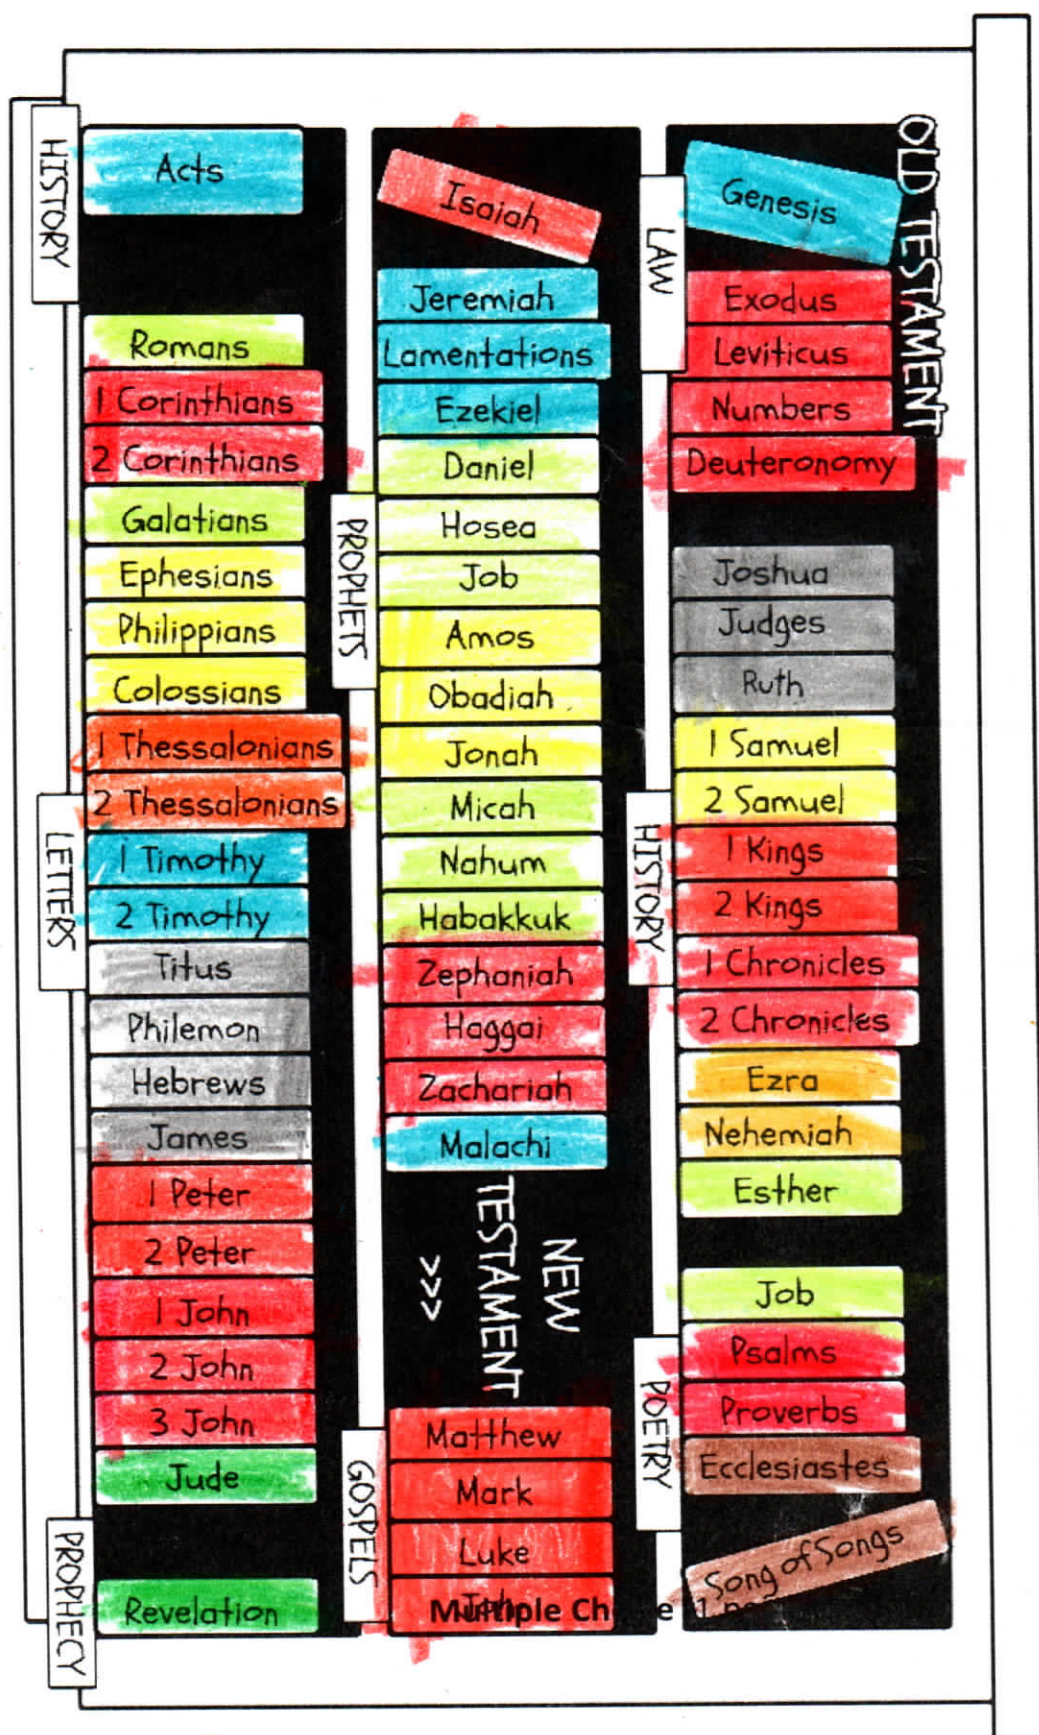 OLD TESTAMENT
LAW
Genesis
Exodus
Leviticus
Numbers
Deuteronomy
HISTORY
Joshua
Judges
Ruth
1 Samuel
2 Samuel
1 Kings
2 Kings
1 Chronicles
2 Chronicles
Ezra
Nehemiah
Esther
POETRY
Job
Psalms
Proverbs
Ecclesiastes
Song of Songs
PROPHETS
Isaiah
Jeremiah
Lamentations
Ezekiel
Daniel
Hosea
Job
Amos
Obadiah
Jonah
Micah
Nahum
Habakkuk
Zephaniah
Haggai
Zachariah
Malachi
NEW
TESTAMENT
>>>
GOSPELS
Matthew
Mark
Luke
Multiple
HISTORY
Acts
LETTERS
Romans
1 Corinthians
2 Corinthians
Galatians
Ephesians
Philippians
Colossians
1 Thessalonians
2 Thessalonians
1 Timothy
2 Timothy
Titus
Philemon
Hebrews
James
1 Peter
2 Peter
1 John
2 John
3 John
Jude
PROPHECY
Revelation